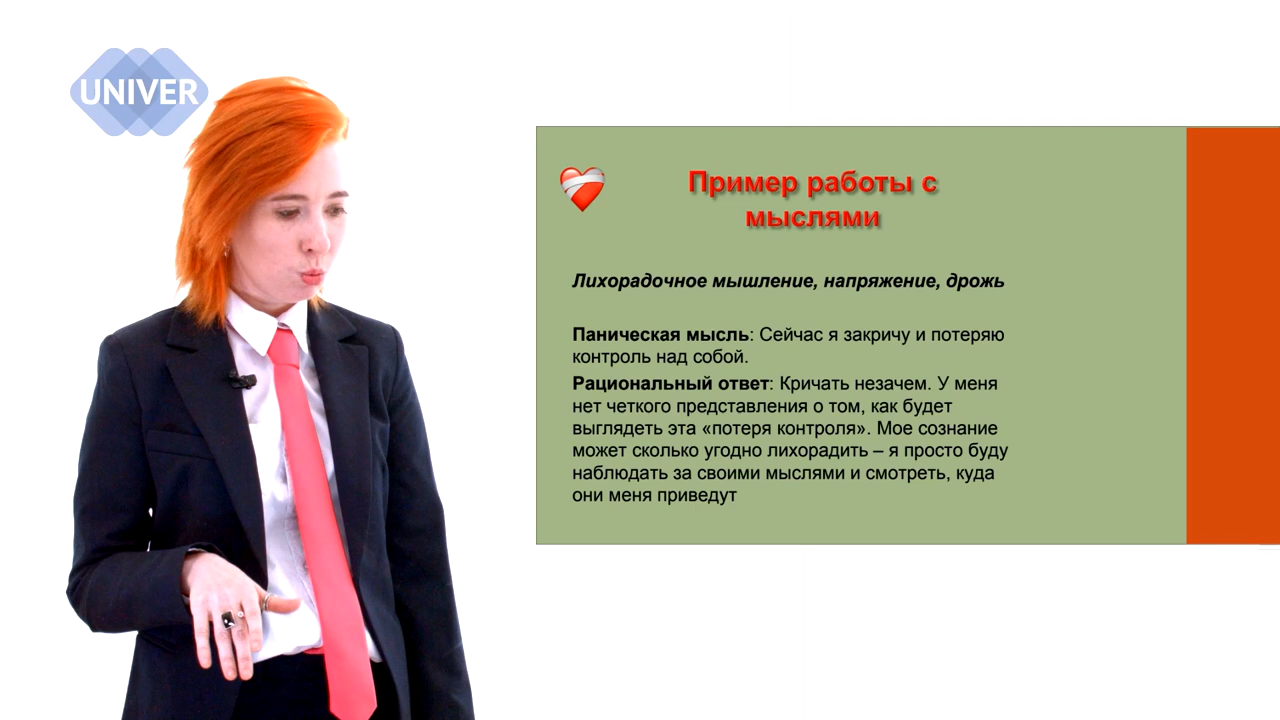 UNIVER
Пример работы с
мыслями
Лихорадочное мышление, напряжение, дрожь
Паническая мысль: Сейчас я закричу и потеряю
контроль над собой.
Рациональный ответ: Кричать незачем. У меня
нет четкого представления о том, как будет
выглядеть эта «потеря контроля». Мое сознание
может сколько угодно лихорадить – я просто буду
наблюдать за своими мыслями и смотреть, куда
они меня приведут